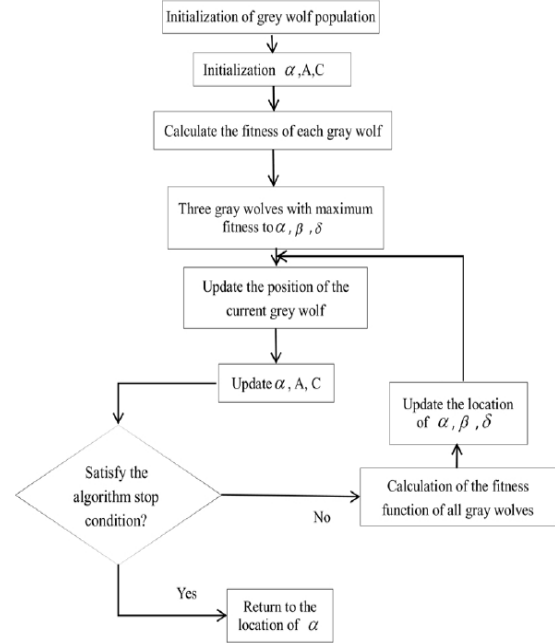 Initialization of grey wolf population
Initialization α ,A,C
Calculate the fitness of each gray wolf
Three gray wolves with maximum
fitness to α , β , δ
Update the position of the
current grey wolf
Update α , A, C
Update the location
of α, β , δ
Satisfy the
algorithm stop
condition?
Calculation of the fitness
function of all gray wolves
No
Yes
Return to the
location of α